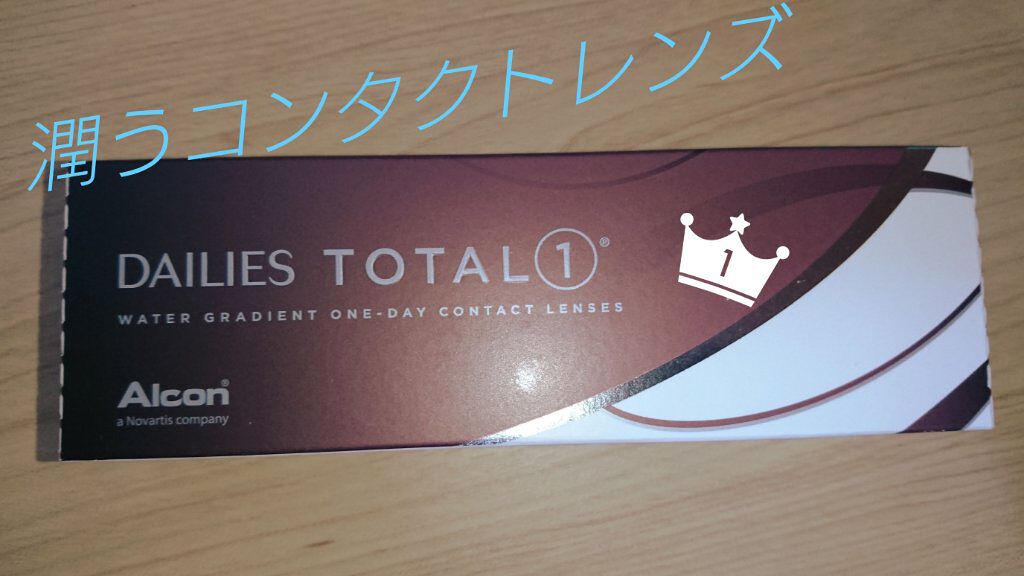 潤うコンタクトレンズ
DAILIES TOTAL1®
1
WATER GRADIENT ONE-DAY CONTACT LENSES
Alcon®
a Novartis company